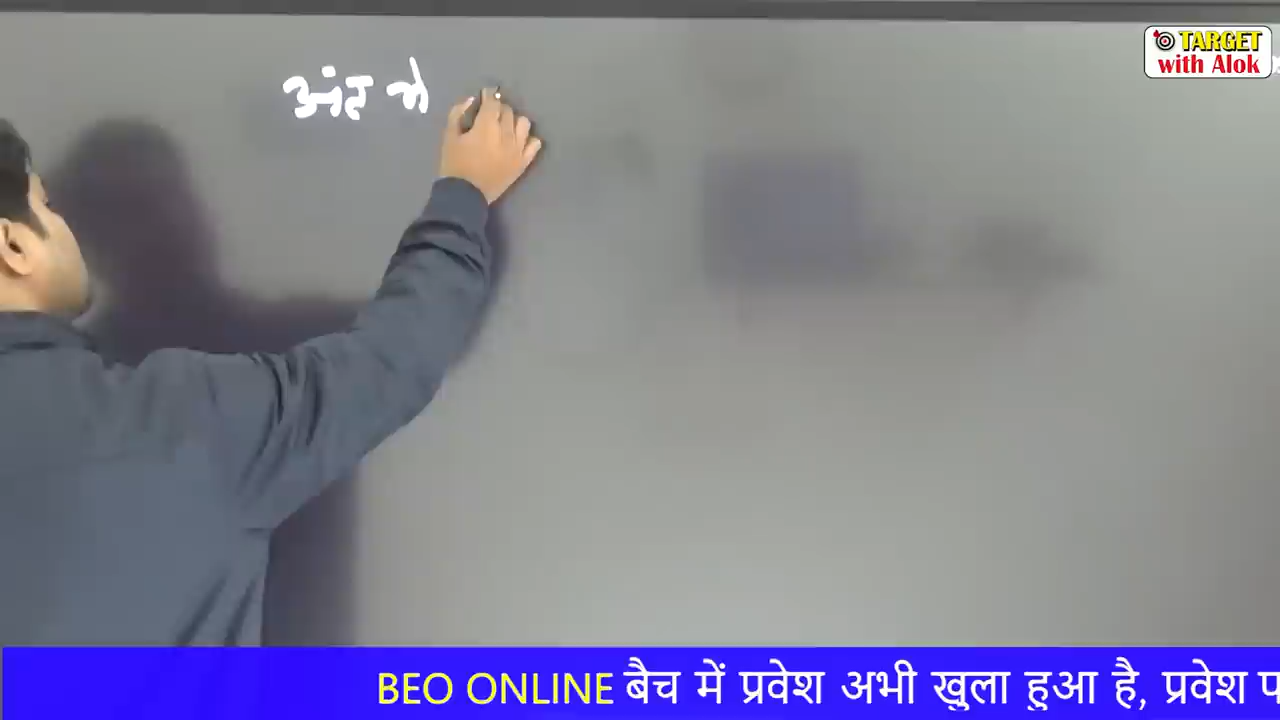 TARGET
with Alok
अंत में
BEO ONLINE बैच में प्रवेश अभी खुला हुआ है, प्रवेश